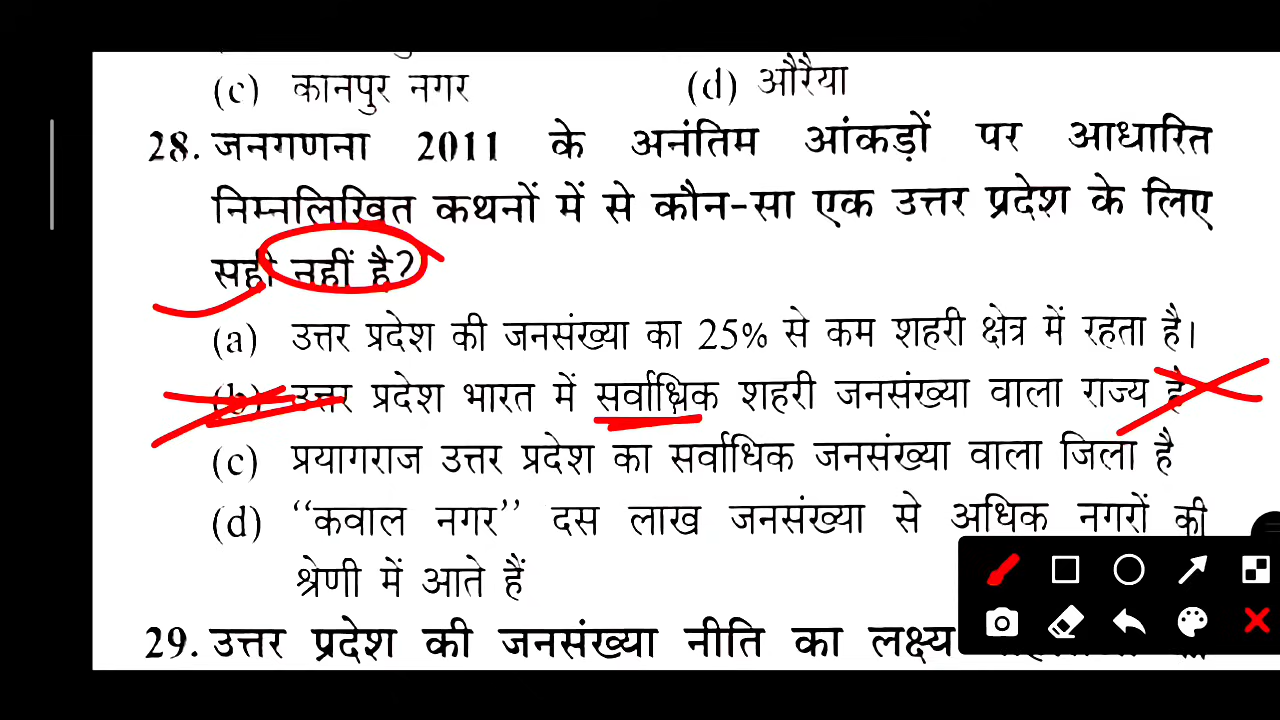 (c) कानपुर नगर (d) औरैया
28. जनगणना 2011 के अनंतिम आंकड़ों पर आधारित
निम्नलिखित कथनों में से कौन-सा एक उत्तर प्रदेश के लिए
सही नहीं है?
(a) उत्तर प्रदेश की जनसंख्या का 25% से कम शहरी क्षेत्र में रहता है।
(b) उत्तर प्रदेश भारत में सर्वाधिक शहरी जनसंख्या वाला राज्य है
(c) प्रयागराज उत्तर प्रदेश का सर्वाधिक जनसंख्या वाला जिला है
(d) “कवाल नगर” दस लाख जनसंख्या से अधिक नगरों की
श्रेणी में आते हैं
29. उत्तर प्रदेश की जनसंख्या नीति का लक्ष्य